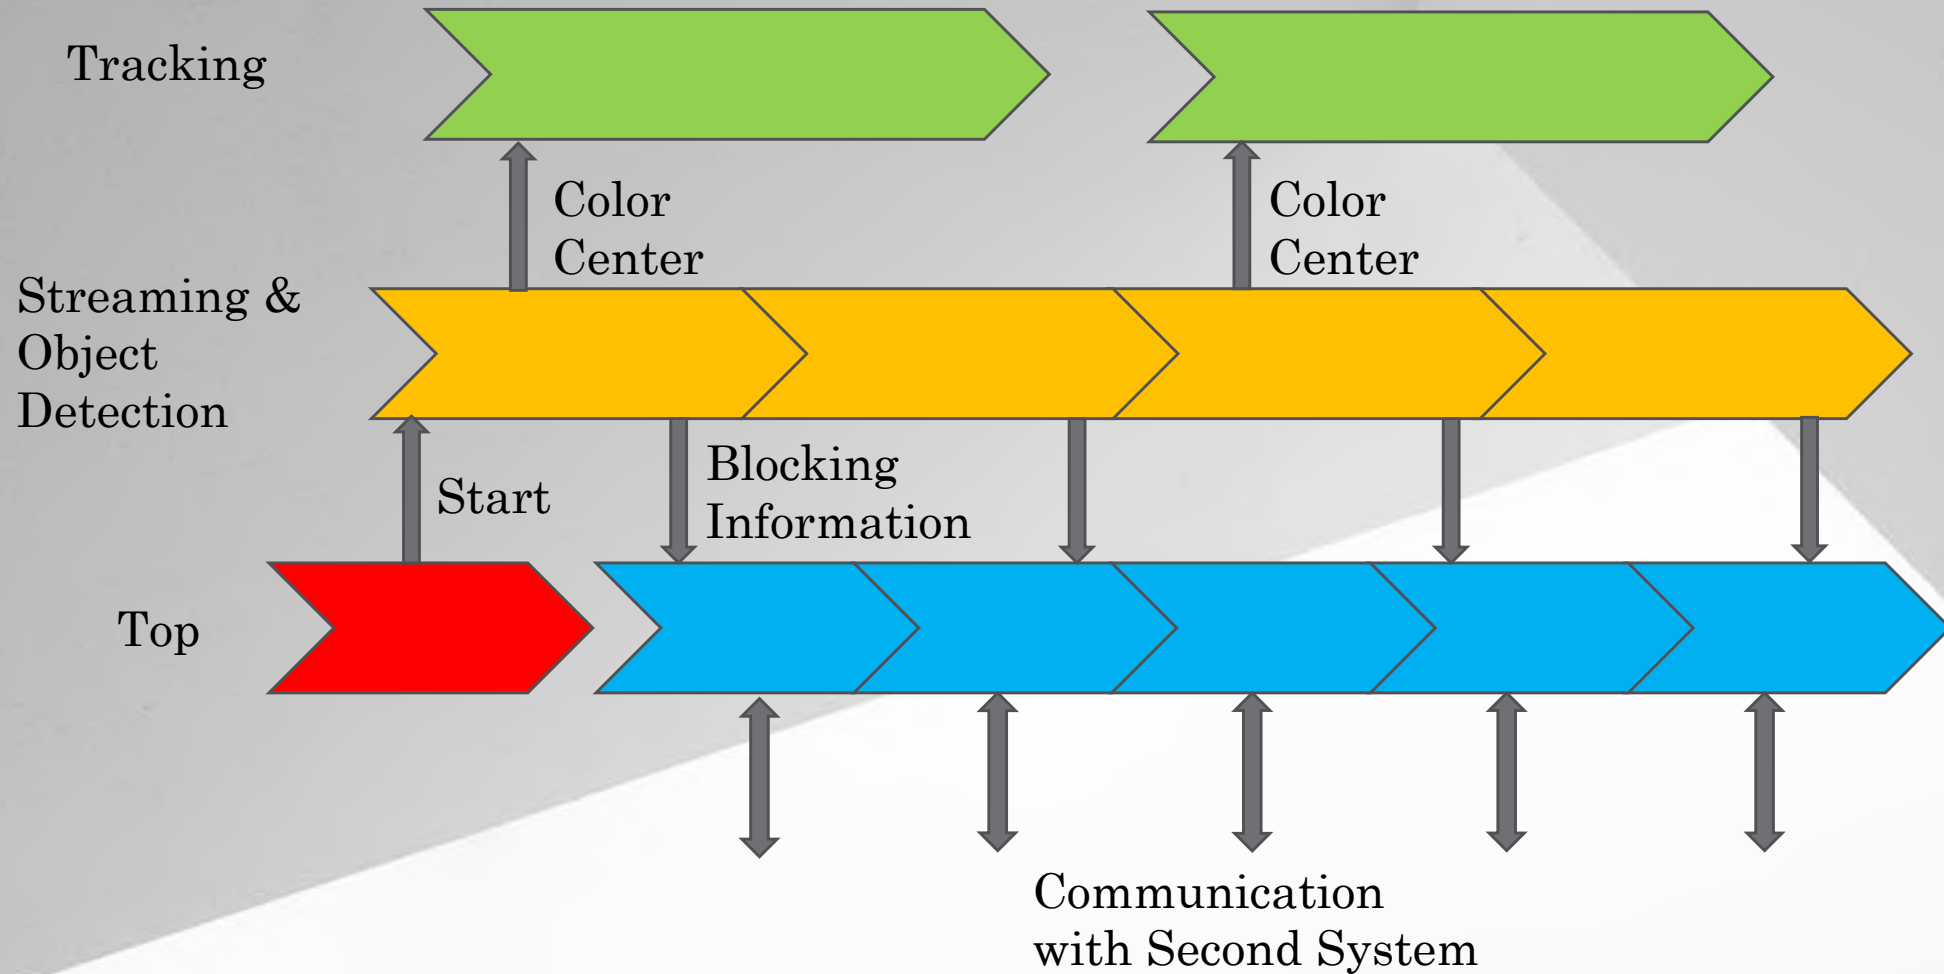 Tracking
Color
Center
Color
Center
Streaming &
Object
Detection
Start
Blocking
Information
Top
Communication
with Second System